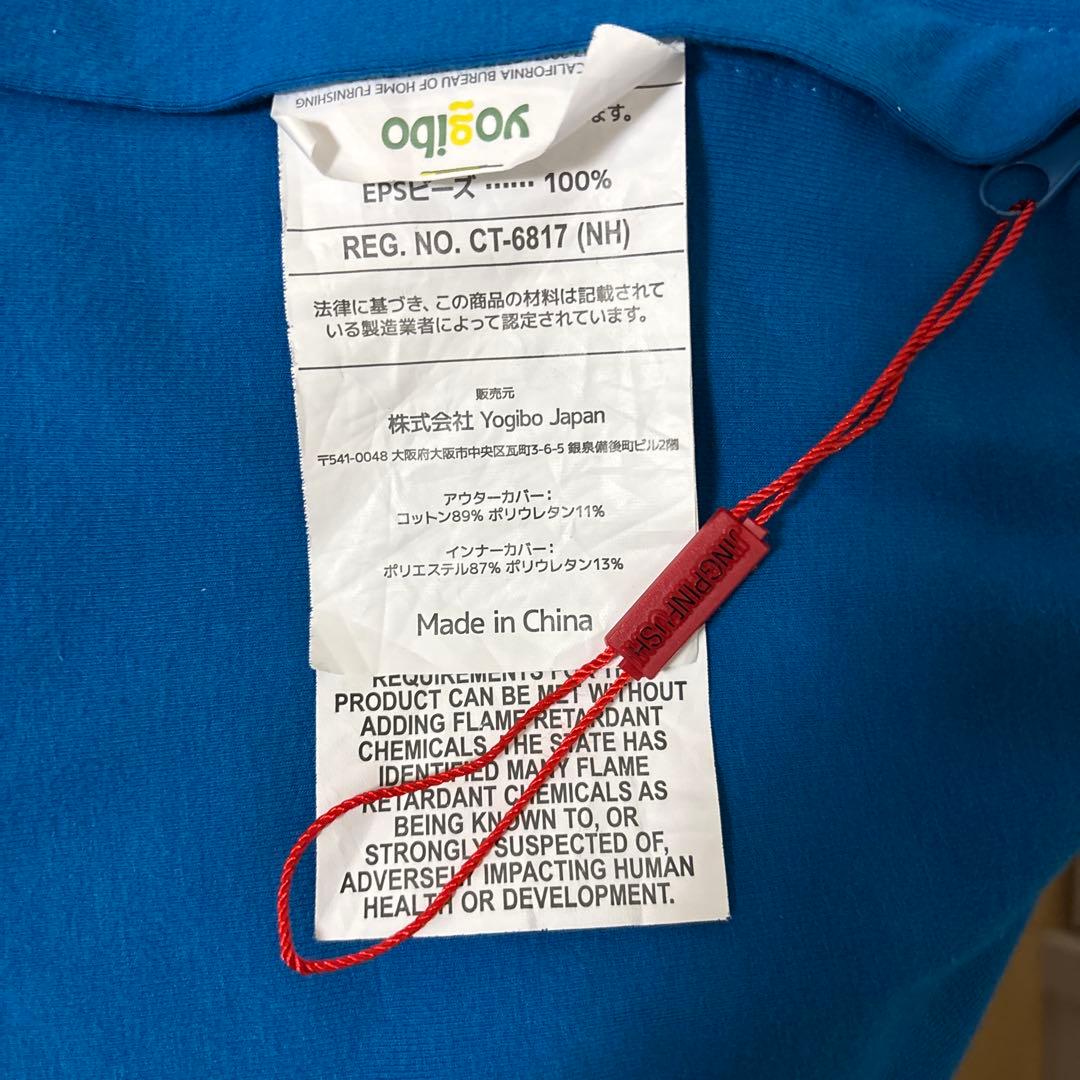 CALIFORNIA BUREAU OF HOME FURNISHING
yogibo
ます。
EPSビーズ ...... 100%
REG. NO. CT-6817 (NH)
法律に基づき、この商品の材料は記載されて
いる製造業者によって認定されています。
販売元
株式会社 Yogibo Japan
〒541-0048 大阪府大阪市中央区瓦町3-6-5 銀泉備後町ビル2階
アウターカバー：
コットン89% ポリウレタン11%
インナーカバー：
ポリエステル87% ポリウレタン13%
Made in China
JINGPINFUSHI
REQUIREMENTS FOR THIS
PRODUCT CAN BE MET WITHOUT
ADDING FLAME RETARDANT
CHEMICALS. THE STATE HAS
IDENTIFIED MANY FLAME
RETARDANT CHEMICALS AS
BEING KNOWN TO, OR
STRONGLY SUSPECTED OF,
ADVERSELY IMPACTING HUMAN
HEALTH OR DEVELOPMENT.